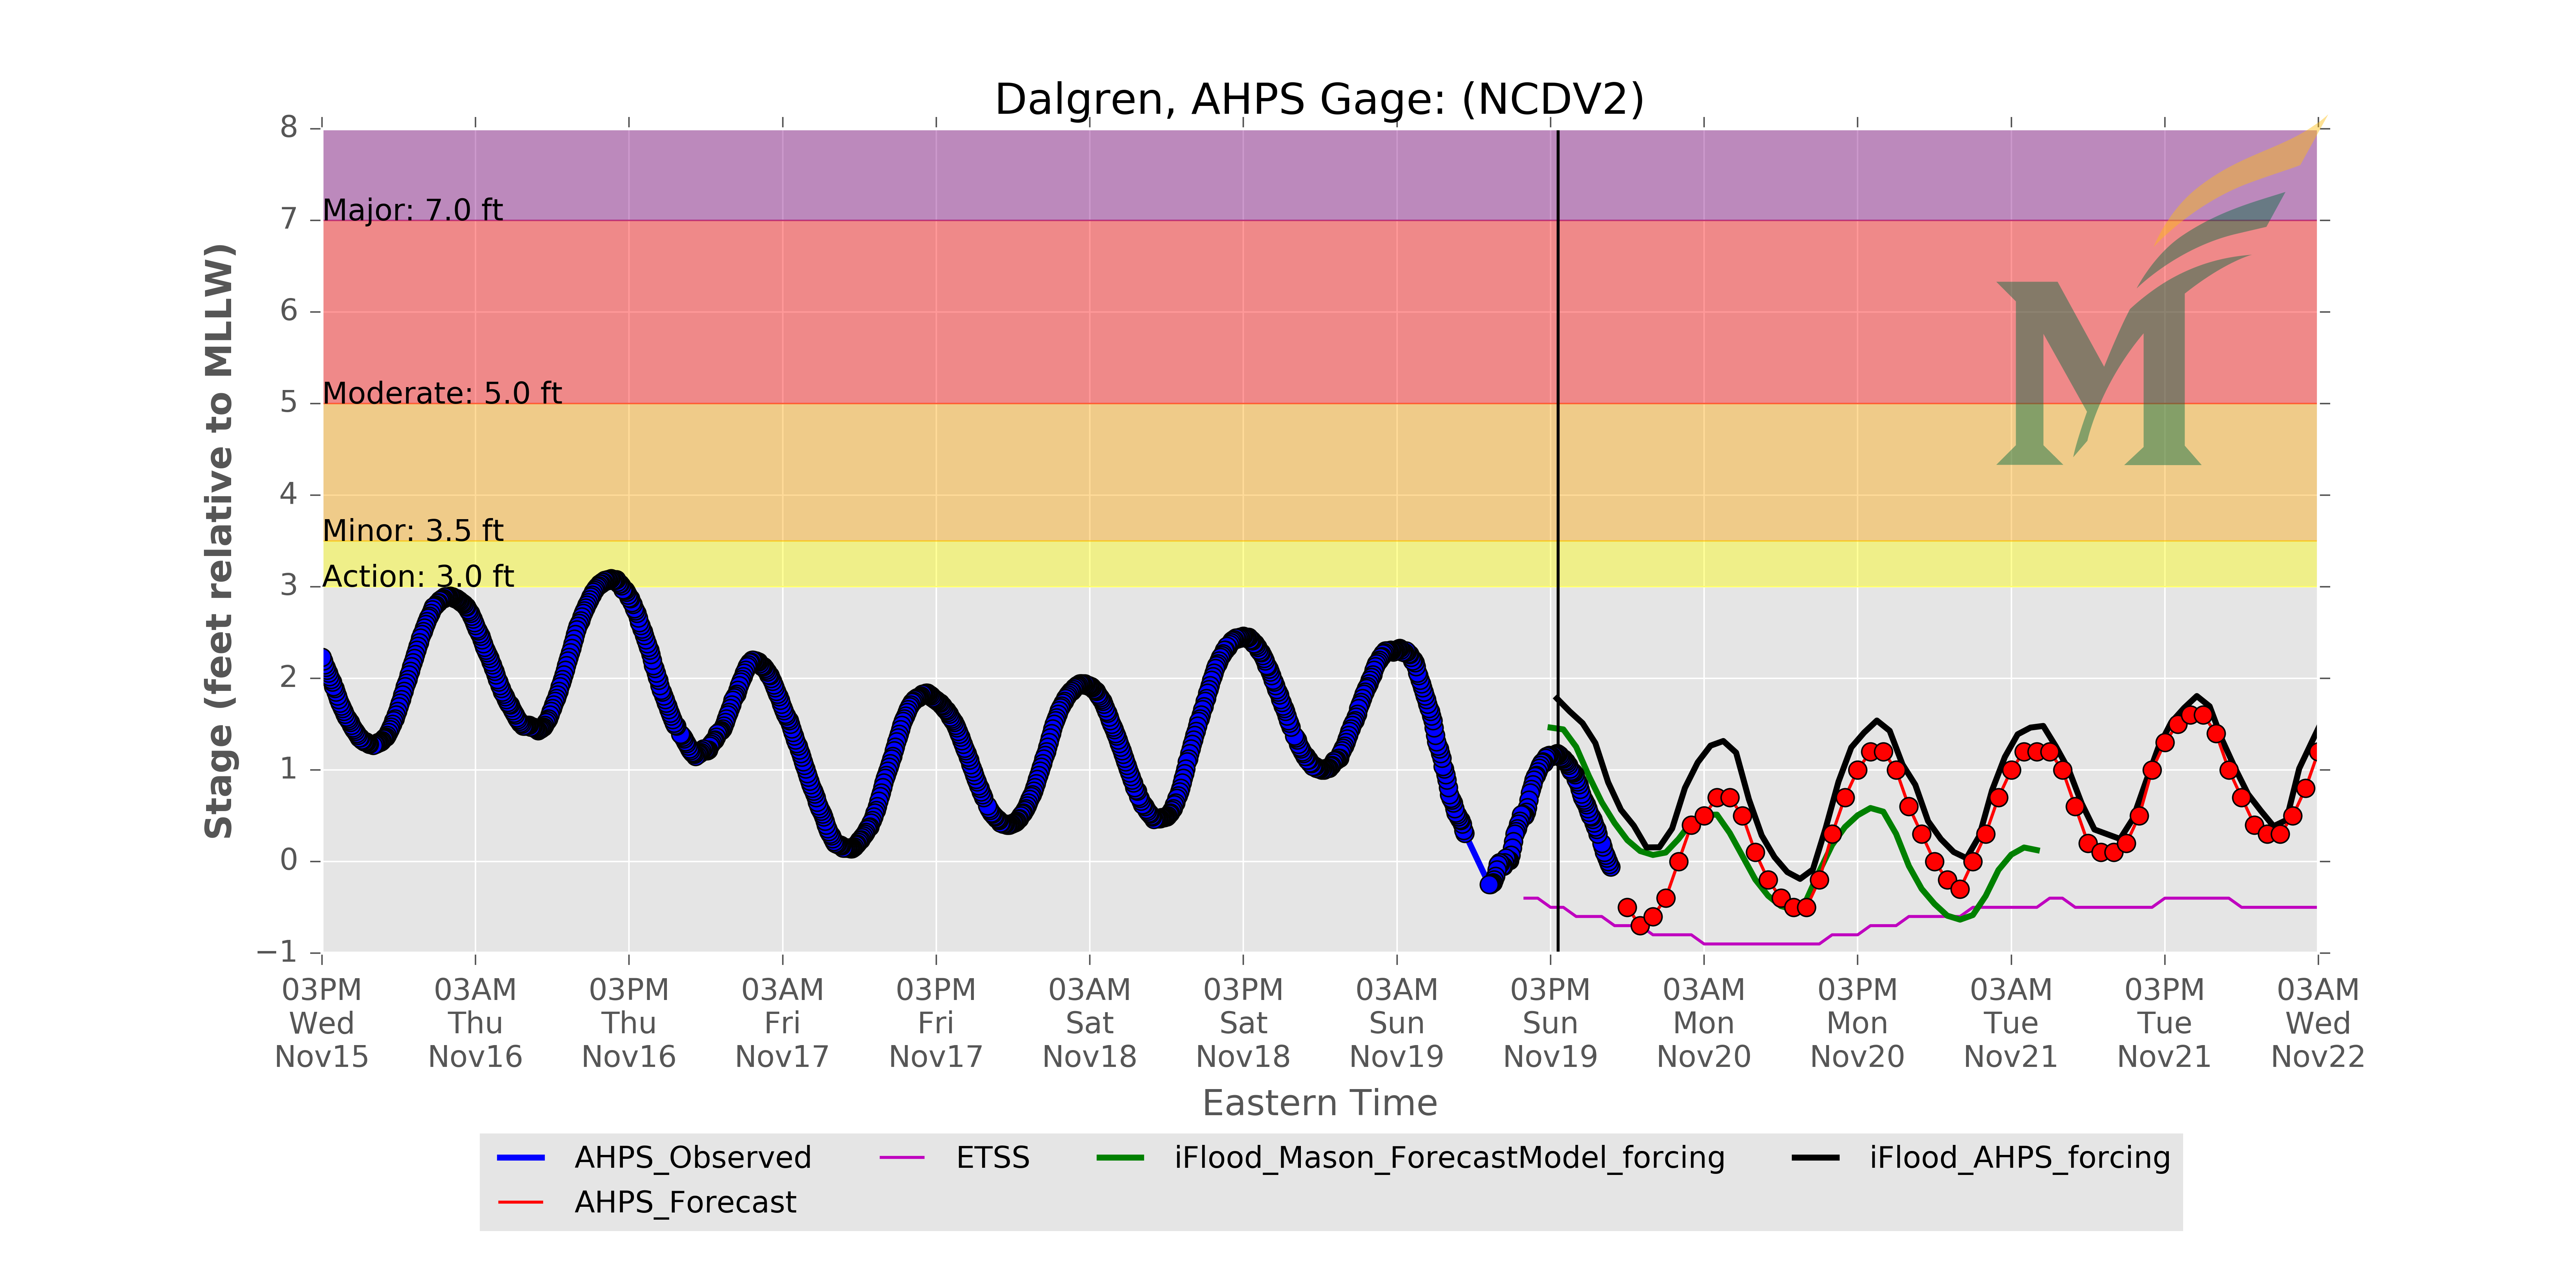 Dalgren, AHPS Gage: (NCDV2)
8
7
6
5
4
3
2
1
0
−1
Stage (feet relative to MLLW)
Major: 7.0 ft
Moderate: 5.0 ft
Minor: 3.5 ft
Action: 3.0 ft
M
03PM Wed Nov15
03AM Thu Nov16
03PM Thu Nov16
03AM Fri Nov17
03PM Fri Nov17
03AM Sat Nov18
03PM Sat Nov18
03AM Sun Nov19
03PM Sun Nov19
03AM Mon Nov20
03PM Mon Nov20
03AM Tue Nov21
03PM Tue Nov21
03AM Wed Nov22
Eastern Time
AHPS_Observed
AHPS_Forecast
ETSS
iFlood_Mason_ForecastModel_forcing
iFlood_AHPS_forcing